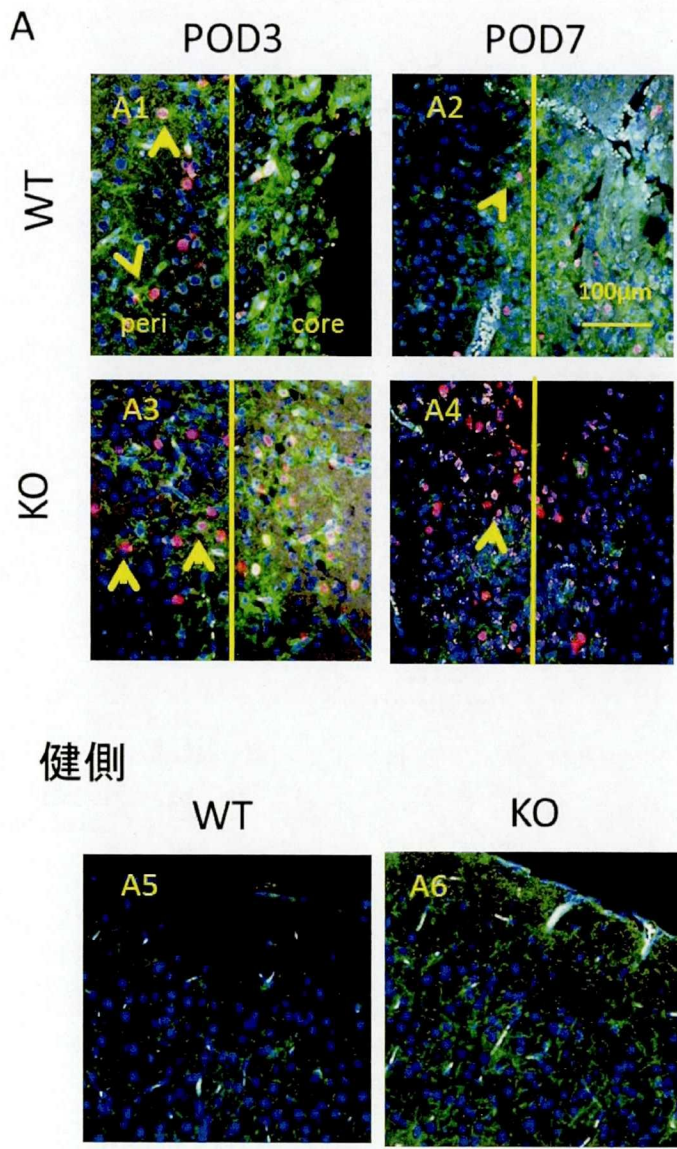 A
POD3 POD7
WT
A1 A2
peri core
100μm
KO
A3 A4
健側
WT KO
A5 A6